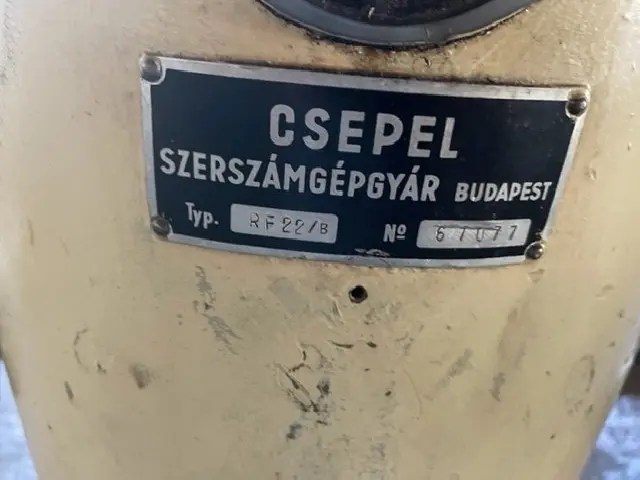 CSEPEL
SZERSZÁMGÉPGYÁR BUDAPEST
Typ. RF22/B № 67077